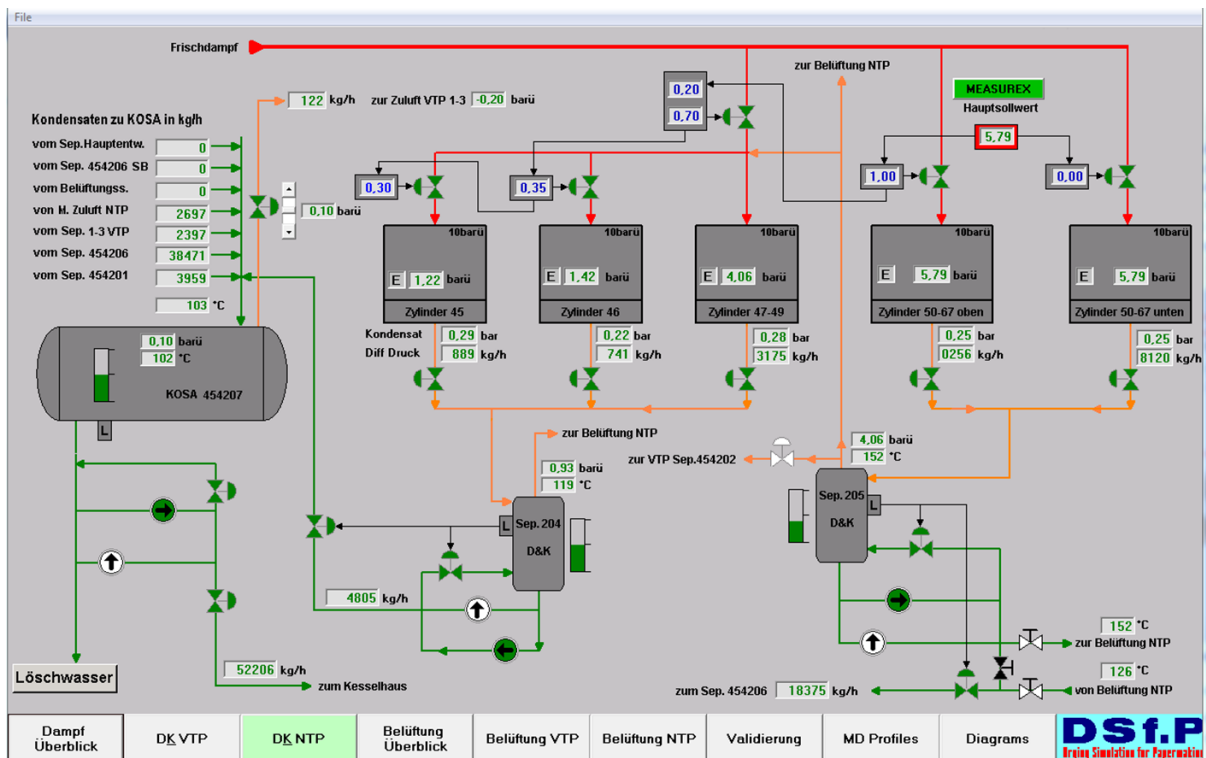 File
Frischdampf
zur Belüftung NTP
122 kg/h zur Zuluft VTP 1-3 -0,20 barü
0,20
0,70
MEASUREX
Hauptsollwert
5,79
Kondensaten zu KOSA in kg/h
vom Sep.Hauptentw. 0
vom Sep. 454206 SB 0
vom Belüftungss. 0
von H. Zuluft NTP 2697
vom Sep. 1-3 VTP 2397
vom Sep. 454206 38471
vom Sep. 454201 3959
103 °C
0,10 barü
0,30
0,35
1,00
0,00
10barü
E 1,22 barü
Zylinder 45
10barü
E 1,42 barü
Zylinder 46
10barü
E 4,06 barü
Zylinder 47-49
10barü
E 5,79 barü
Zylinder 50-67 oben
10barü
E 5,79 barü
Zylinder 50-67 unten
Kondensat 0,29 bar
Diff Druck 889 kg/h
0,22 bar
741 kg/h
0,28 bar
3175 kg/h
0,25 bar
0256 kg/h
0,25 bar
8120 kg/h
0,10 barü
102 °C
KOSA 454207
L
zur Belüftung NTP
0,93 barü
119 °C
L Sep. 204
D&K
zur VTP Sep.454202
4,06 barü
152 °C
Sep. 205 L
D&K
4805 kg/h
52206 kg/h
zum Kesselhaus
Löschwasser
152 °C
zur Belüftung NTP
126 °C
von Belüftung NTP
zum Sep. 454206 18375 kg/h
Dampf
Überblick
DK VTP
DK NTP
Belüftung
Überblick
Belüftung VTP
Belüftung NTP
Validierung
MD Profiles
Diagrams
DSf.P
Drying Simulation for Papermakin